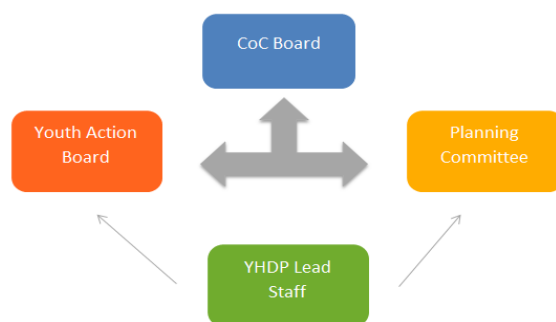 CoC Board
Youth Action
Board
Planning
Committee
YHDP Lead
Staff